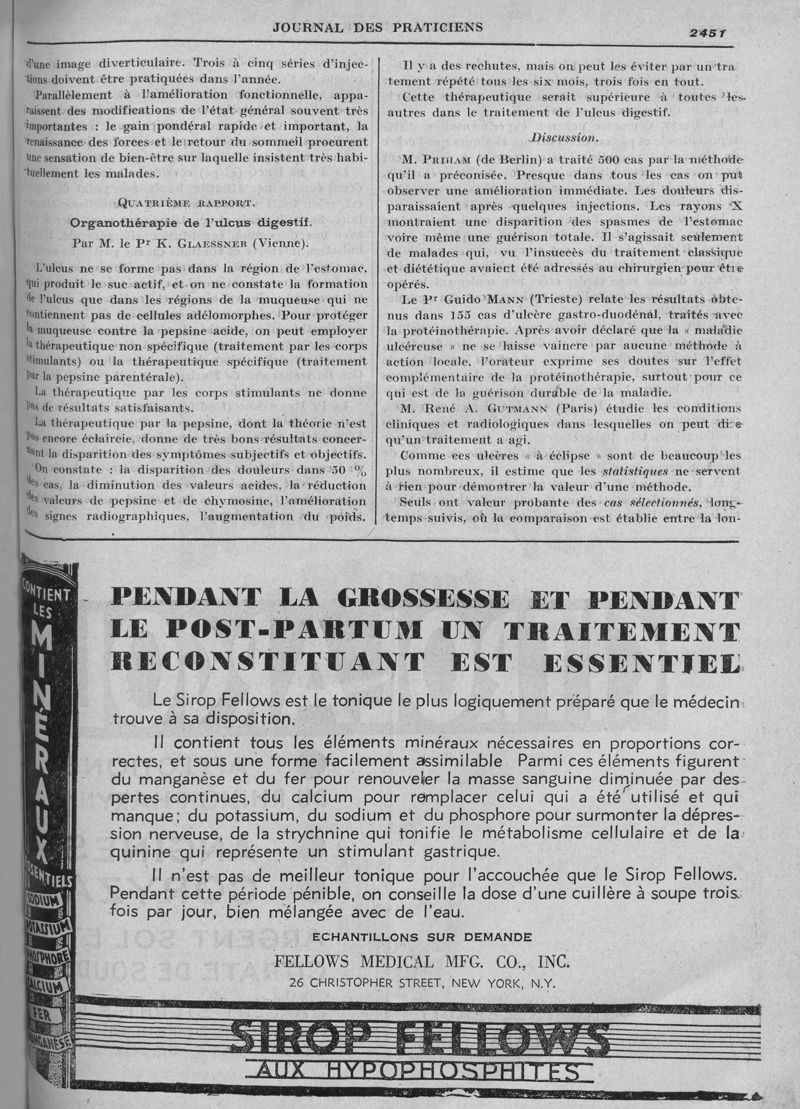 JOURNAL DES PRATICIENS
2451
d'une image diverticulaire. Trois à cinq séries d'injec-
tions doivent être pratiquées dans l'année.
Parallèlement à l'amélioration fonctionnelle, appa-
raissent des modifications de l'état général souvent très
importantes : le gain pondéral rapide et important, la
renaissance des forces et le retour du sommeil procurent
une sensation de bien-être sur laquelle insistent très habi-
tuellement les malades.
QUATRIÈME RAPPORT.
Organothérapie de l'ulcus digestif.
Par M. le Pr K. GLAESSNER (Vienne).
L'ulcus ne se forme pas dans la région de l'estomac,
qui produit le suc actif, et on ne constate la formation
de l'ulcus que dans les régions de la muqueuse qui ne
contiennent pas de cellules adélomorphes. Pour protéger
la muqueuse contre la pepsine acide, on peut employer
la thérapeutique non spécifique (traitement par les corps
stimulants) ou la thérapeutique spécifique (traitement
par la pepsine parentérale).
La thérapeutique par les corps stimulants ne donne
pas de résultats satisfaisants.
La thérapeutique par la pepsine, dont la théorie n'est
pas encore éclaircie, donne de très bons résultats concer-
nant la disparition des symptômes subjectifs et objectifs.
On constate : la disparition des douleurs dans 50 %
des cas, la diminution des valeurs acides, la réduction
des valeurs de pepsine et de chymosine, l'amélioration
des signes radiographiques, l'augmentation du poids.
Il y a des rechutes, mais on peut les éviter par un tra
tement répété tous les six mois, trois fois en tout.
Cette thérapeutique serait supérieure à toutes les
autres dans le traitement de l'ulcus digestif.
Discussion.
M. PRIBAM (de Berlin) a traité 500 cas par la méthode
qu'il a préconisée. Presque dans tous les cas on put
observer une amélioration immédiate. Les douleurs dis-
paraissaient après quelques injections. Les rayons X
montraient une disparition des spasmes de l'estomac
voire même une guérison totale. Il s'agissait seulement
de malades qui, vu l'insuccès du traitement classique
et diététique avaient été adressés au chirurgien pour être
opérés.
Le Pr Guido MANN (Trieste) relate les résultats obte-
nus dans 155 cas d'ulcère gastro-duodénal, traités avec
la protéinothérapie. Après avoir déclaré que la « maladie
ulcéreuse » ne se laisse vaincre par aucune méthode à
action locale, l'orateur exprime ses doutes sur l'effet
complémentaire de la protéinothérapie, surtout pour ce
qui est de la guérison durable de la maladie.
M. René A. GUTMANN (Paris) étudie les conditions
cliniques et radiologiques dans lesquelles on peut dire
qu'un traitement a agi.
Comme ces ulcères « à éclipse » sont de beaucoup les
plus nombreux, il estime que les statistiques ne servent
à rien pour démontrer la valeur d'une méthode.
Seuls ont valeur probante des cas sélectionnés, long-
temps suivis, où la comparaison est établie entre la lon-
CONTIENT
LES
MINÉRAUX
ESSENTIELS
SODIUM
POTASSIUM
PHOSPHORE
CALCIUM
FER
MANGANÈSE
PENDANT LA GROSSESSE ET PENDANT
LE POST-PARTUM UN TRAITEMENT
RECONSTITUANT EST ESSENTIEL
Le Sirop Fellows est le tonique le plus logiquement préparé que le médecin
trouve à sa disposition.
Il contient tous les éléments minéraux nécessaires en proportions cor-
rectes, et sous une forme facilement assimilable Parmi ces éléments figurent
du manganèse et du fer pour renouveler la masse sanguine diminuée par des
pertes continues, du calcium pour remplacer celui qui a été utilisé et qui
manque; du potassium, du sodium et du phosphore pour surmonter la dépres-
sion nerveuse, de la strychnine qui tonifie le métabolisme cellulaire et de la
quinine qui représente un stimulant gastrique.
Il n'est pas de meilleur tonique pour l'accouchée que le Sirop Fellows.
Pendant cette période pénible, on conseille la dose d'une cuillère à soupe trois
fois par jour, bien mélangée avec de l'eau.
ECHANTILLONS SUR DEMANDE
FELLOWS MEDICAL MFG. CO., INC.
26 CHRISTOPHER STREET, NEW YORK, N.Y.
SIROP FELLOWS
AUX HYPOPHOSPHITES